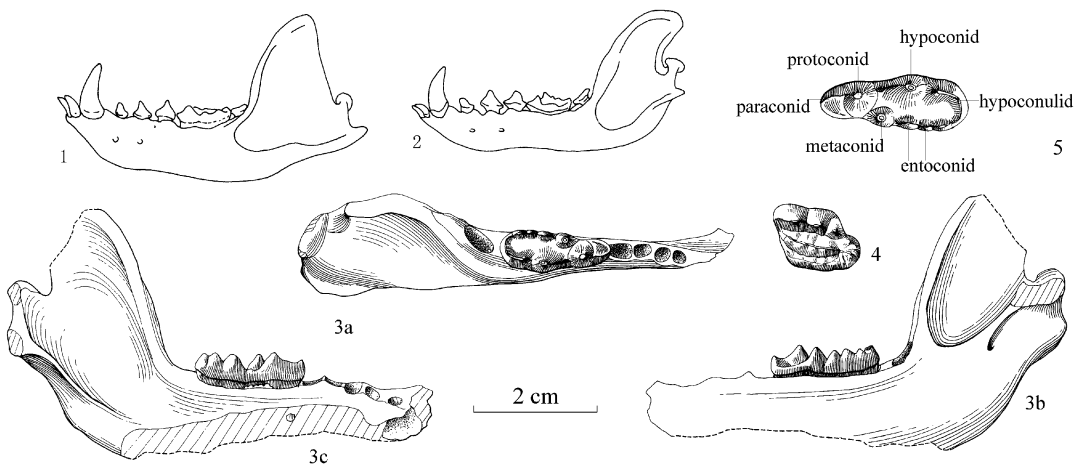 hypoconid
protoconid
paraconid
hypoconulid
metaconid
entoconid
1
2
5
3a
4
2 cm
3b
3c